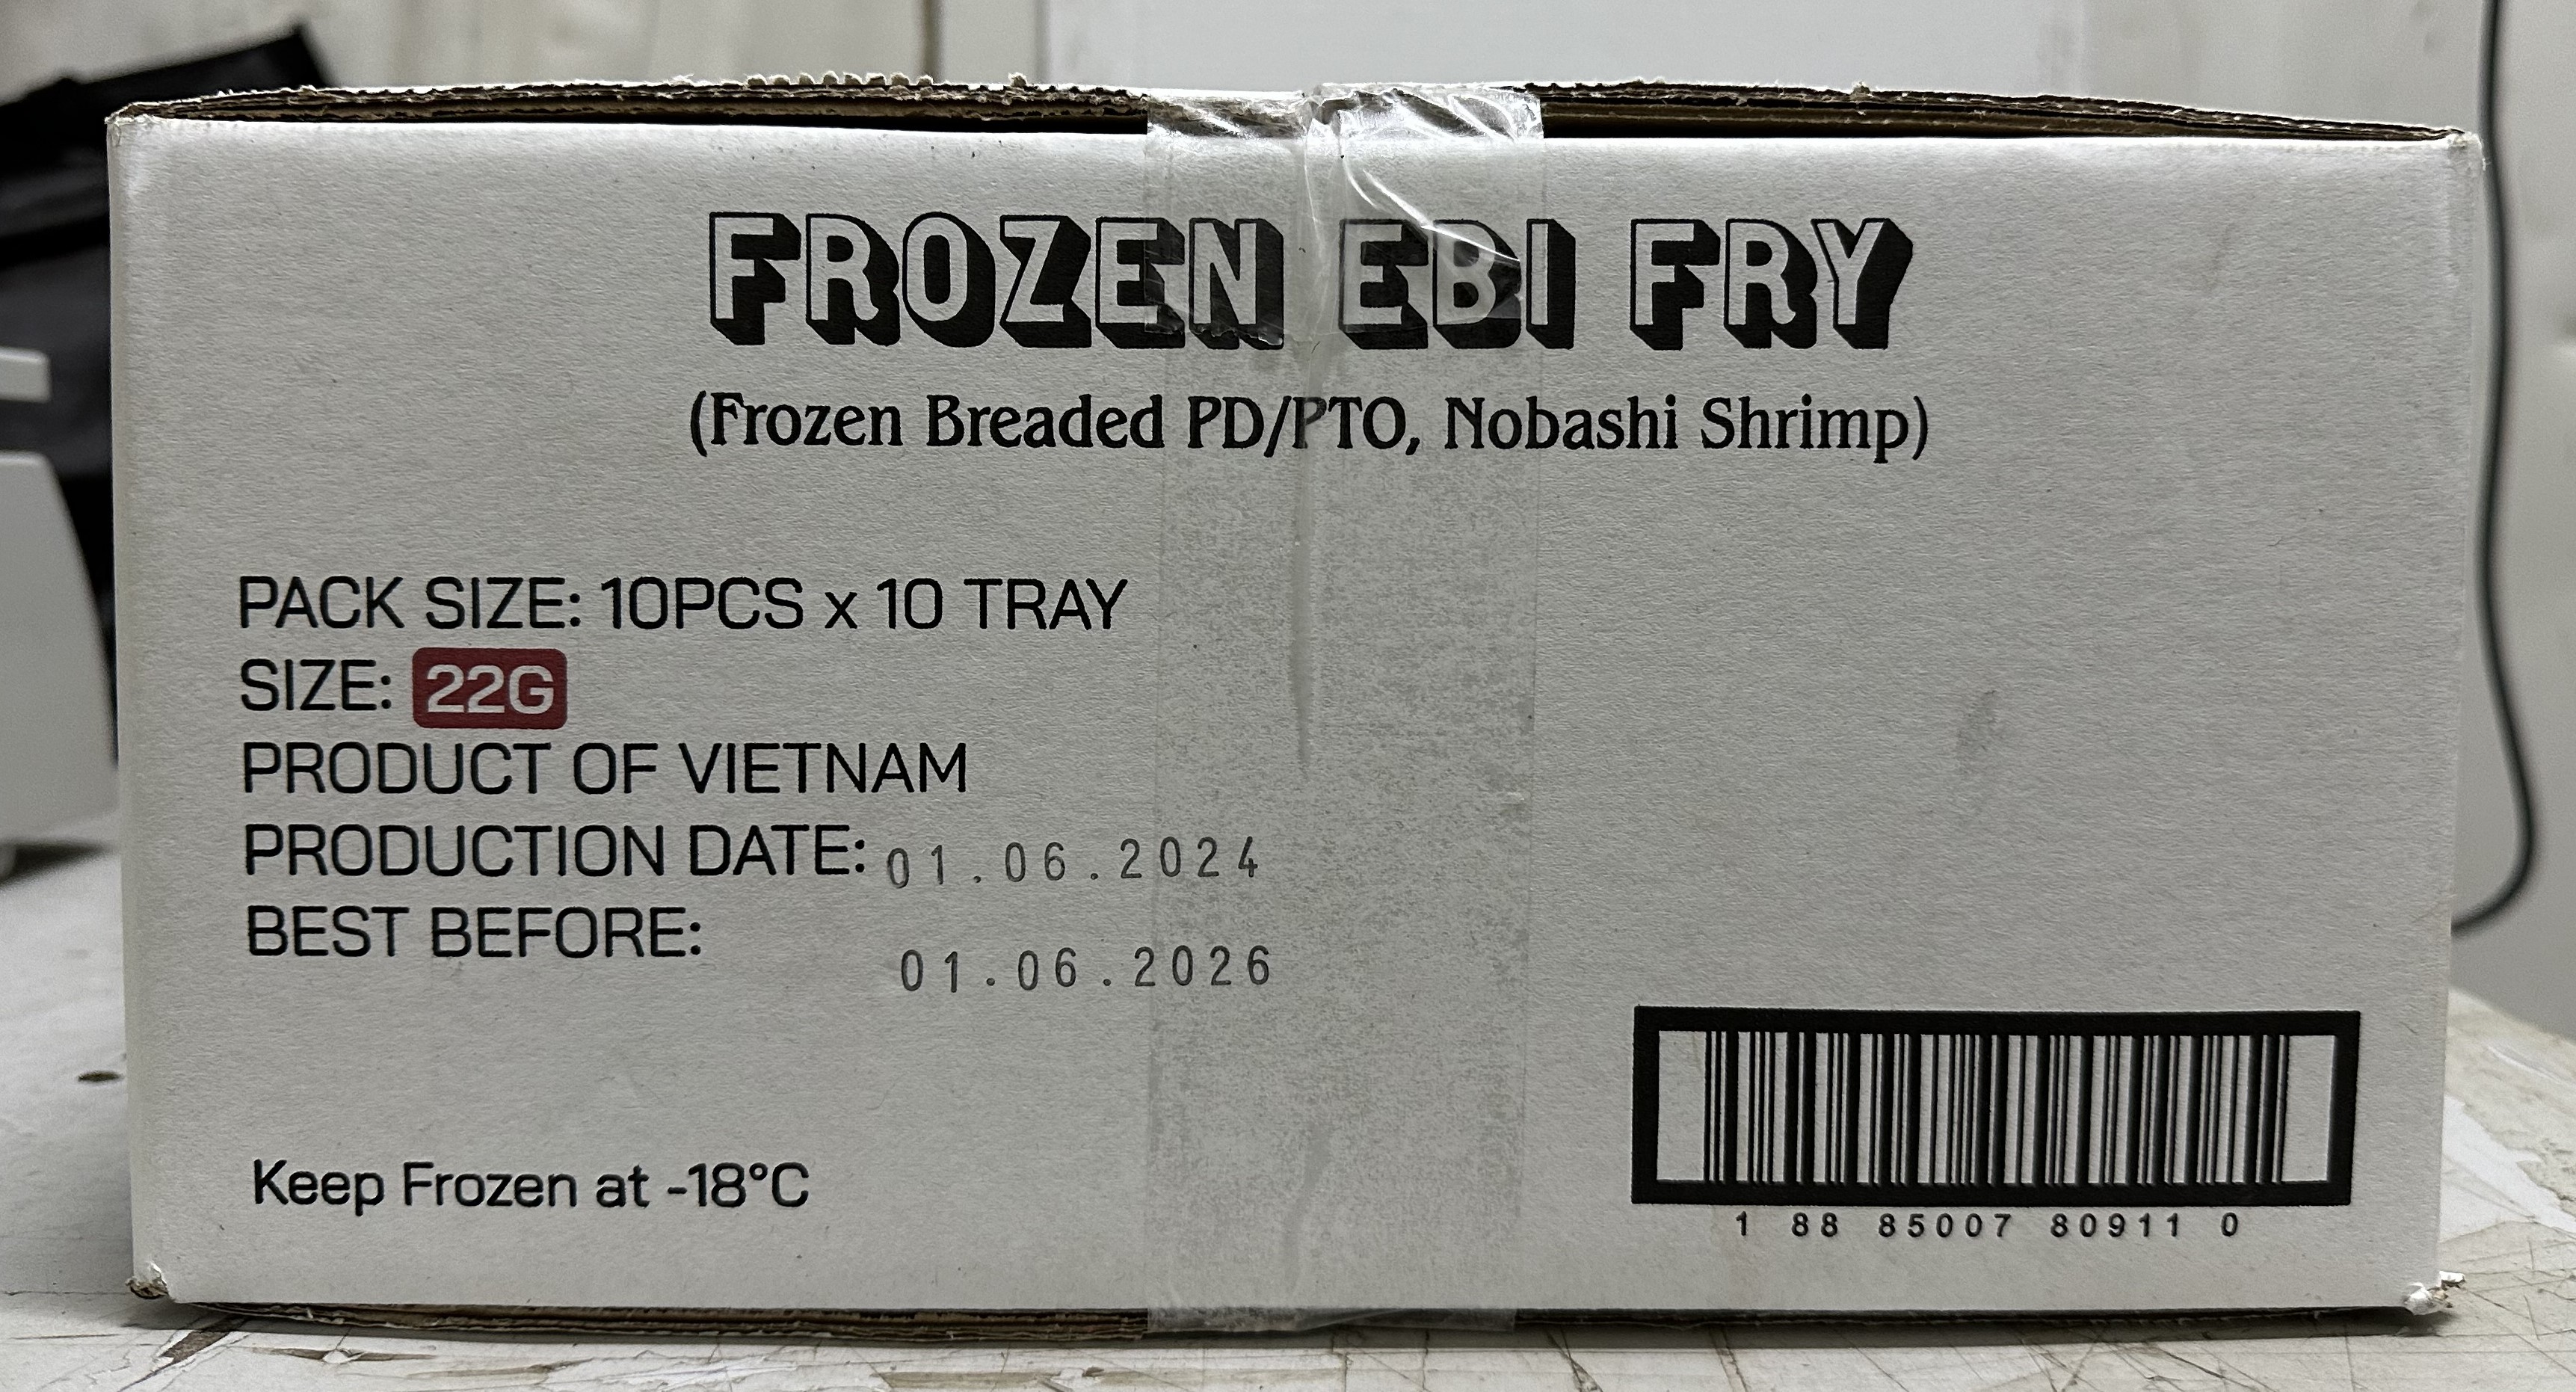 FROZEN EBI FRY
(Frozen Breaded PD/PTO, Nobashi Shrimp)
PACK SIZE: 10PCS x 10 TRAY
SIZE: 22G
PRODUCT OF VIETNAM
PRODUCTION DATE: 01.06.2024
BEST BEFORE: 01.06.2026
Keep Frozen at -18°C
1 88 85007 80911 0